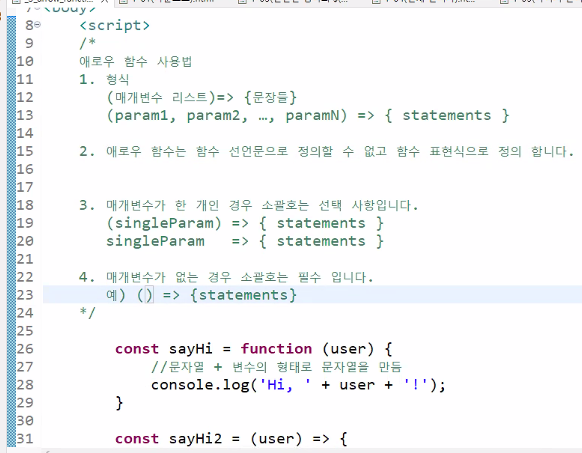 7 <body>
8 <script>
9 /*
10 애로우 함수 사용법
11 1. 형식
12 (매개변수 리스트)=> {문장들}
13 (param1, param2, …, paramN) => { statements }
14
15 2. 애로우 함수는 함수 선언문으로 정의할 수 없고 함수 표현식으로 정의 합니다.
16
17
18 3. 매개변수가 한 개인 경우 소괄호는 선택 사항입니다.
19 (singleParam) => { statements }
20 singleParam => { statements }
21
22 4. 매개변수가 없는 경우 소괄호는 필수 입니다.
23 예) () => {statements}
24 */
25
26 const sayHi = function (user) {
27 //문자열 + 변수의 형태로 문자열을 만듬
28 console.log('Hi, ' + user + '!');
29 }
30
31 const sayHi2 = (user) => {